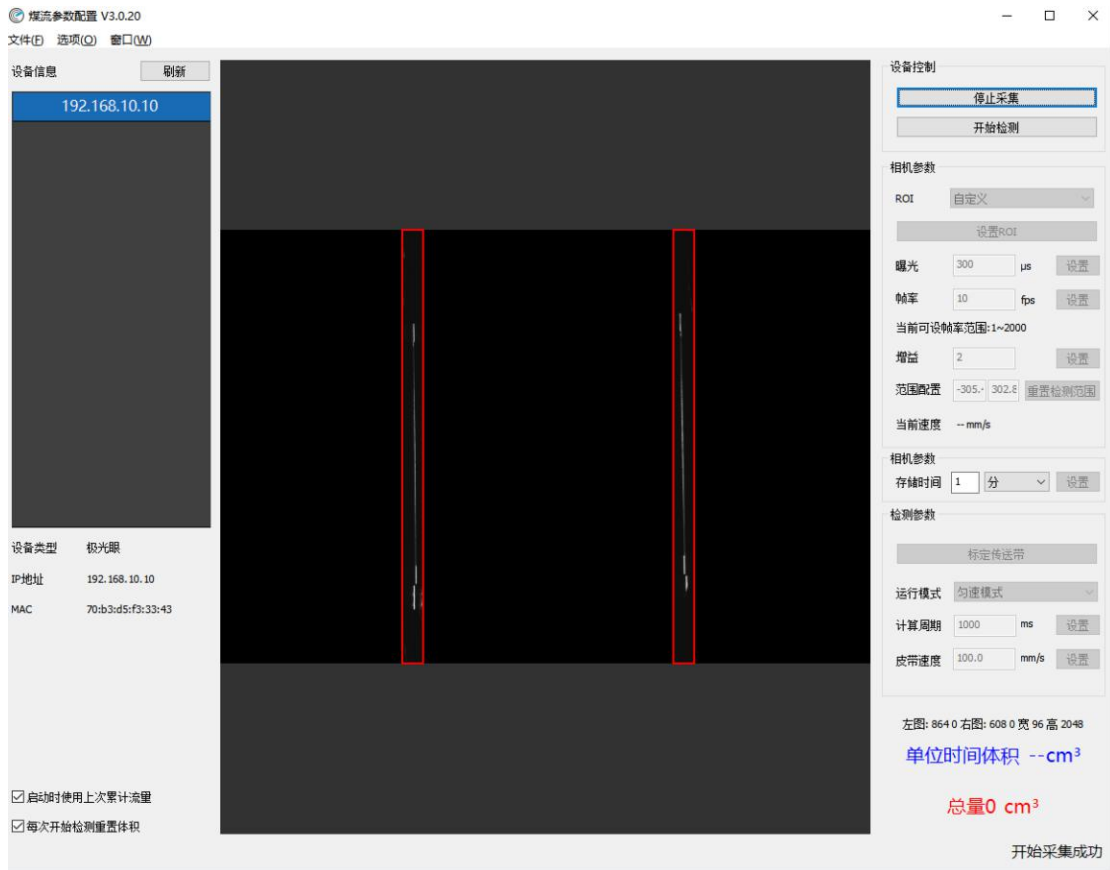 煤流参数配置 V3.0.20
文件(F) 选项(O) 窗口(W)
设备信息 刷新
192.168.10.10
设备类型 极光眼
IP地址 192.168.10.10
MAC 70:b3:d5:f3:33:43
启动时使用上次累计流量
每次开始检测重置体积
设备控制
停止采集
开始检测
相机参数
ROI 自定义
设置ROI
曝光 300 μs 设置
帧率 10 fps 设置
当前可设帧率范围:1~2000
增益 2 设置
范围配置 -305.- 302.8 重置检测范围
当前速度 -- mm/s
相机参数
存储时间 1 分 设置
检测参数
标定传送带
运行模式 匀速模式
计算周期 1000 ms 设置
皮带速度 100.0 mm/s 设置
左图: 864 0 右图: 608 0 宽 96 高 2048
单位时间体积 --cm³
总量0 cm³
开始采集成功